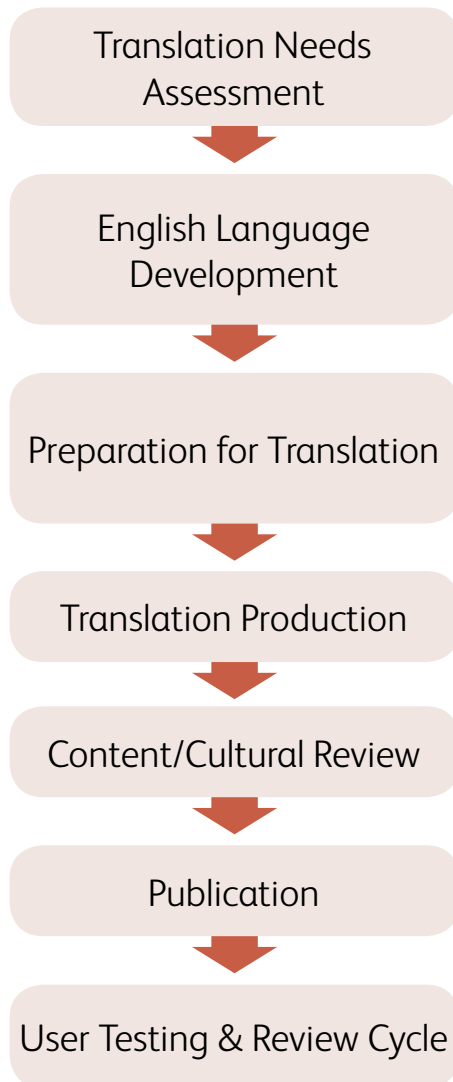 Translation Needs
Assessment
English Language
Development
Preparation for Translation
Translation Production
Content/Cultural Review
Publication
User Testing & Review Cycle